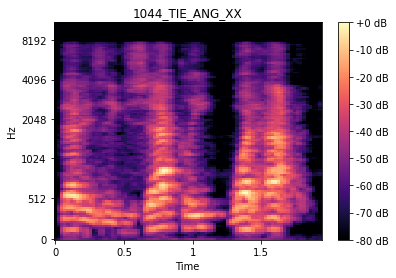 1044_TIE_ANG_XX
Hz
8192
4096
2048
1024
512
0
0
0.5
1
1.5
Time
+0 dB
-10 dB
-20 dB
-30 dB
-40 dB
-50 dB
-60 dB
-70 dB
-80 dB